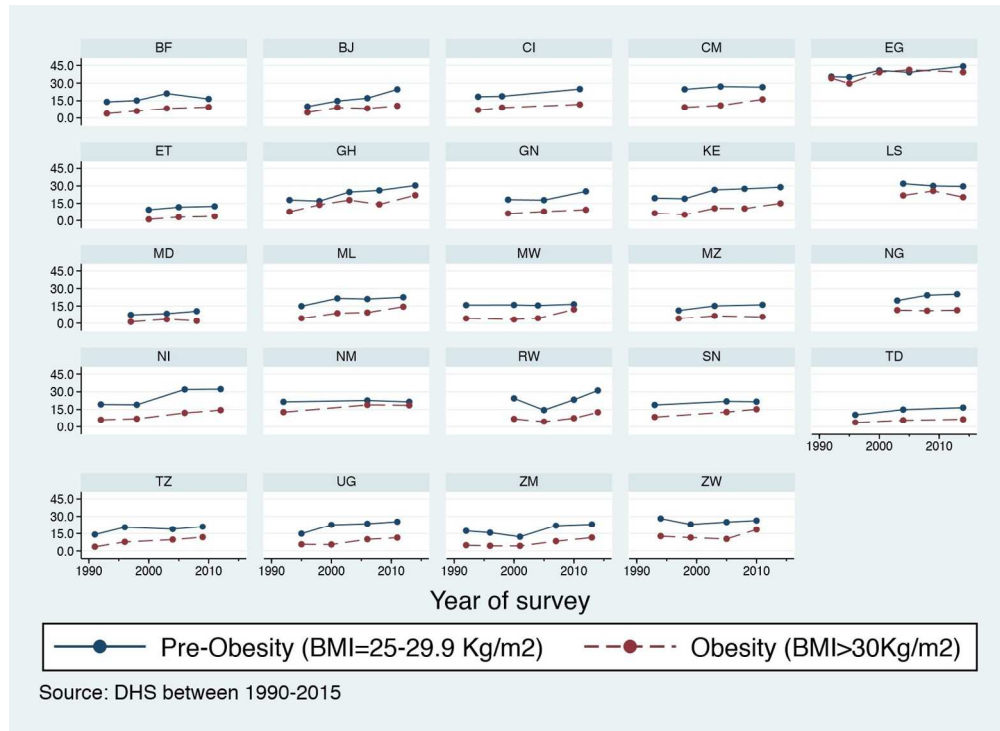 BF BJ CI CM EG
45.0
30.0
15.0
0.0
ET GH GN KE LS
45.0
30.0
15.0
0.0
MD ML MW MZ NG
45.0
30.0
15.0
0.0
NI NM RW SN TD
45.0
30.0
15.0
0.0
1990 2000 2010
TZ UG ZM ZW
45.0
30.0
15.0
0.0
1990 2000 2010 1990 2000 2010 1990 2000 2010 1990 2000 2010
Year of survey
Pre-Obesity (BMI=25-29.9 Kg/m2) Obesity (BMI>30Kg/m2)
Source: DHS between 1990-2015